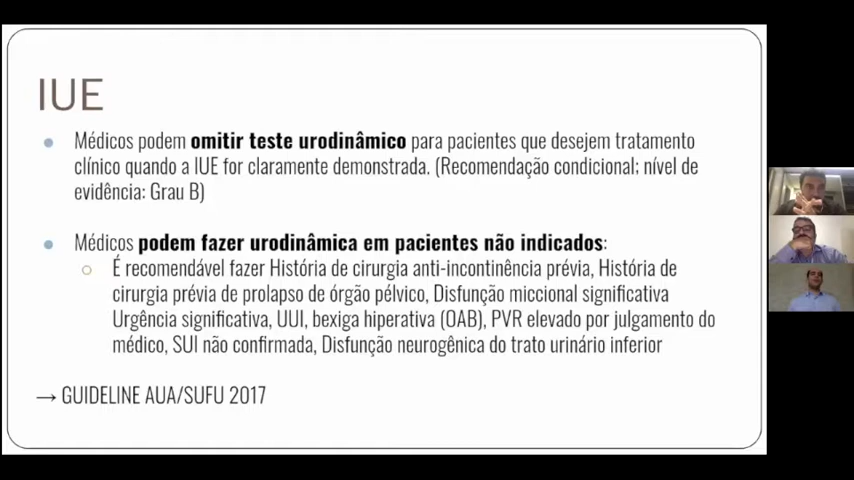 IUE
Médicos podem omitir teste urodinâmico para pacientes que desejem tratamento
clínico quando a IUE for claramente demonstrada. (Recomendação condicional; nível de
evidência: Grau B)
Médicos podem fazer urodinâmica em pacientes não indicados:
É recomendável fazer História de cirurgia anti-incontinência prévia, História de
cirurgia prévia de prolapso de órgão pélvico, Disfunção miccional significativa
Urgência significativa, UUI, bexiga hiperativa (OAB), PVR elevado por julgamento do
médico, SUI não confirmada, Disfunção neurogênica do trato urinário inferior
→ GUIDELINE AUA/SUFU 2017